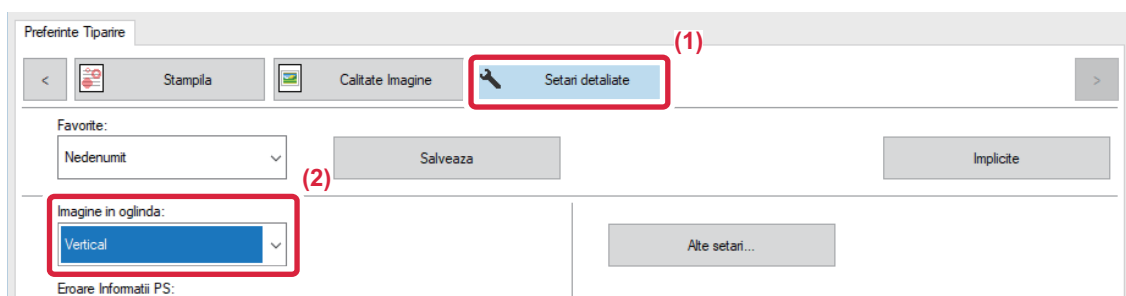 Preferinte Tiparire
(1)
< Stampila Calitate Imagine Setari detaliate >
Favorite:
Nedenumit Salveaza Implicite
(2)
Imagine in oglinda:
Vertical Alte setari...
Eroare Informatii PS: